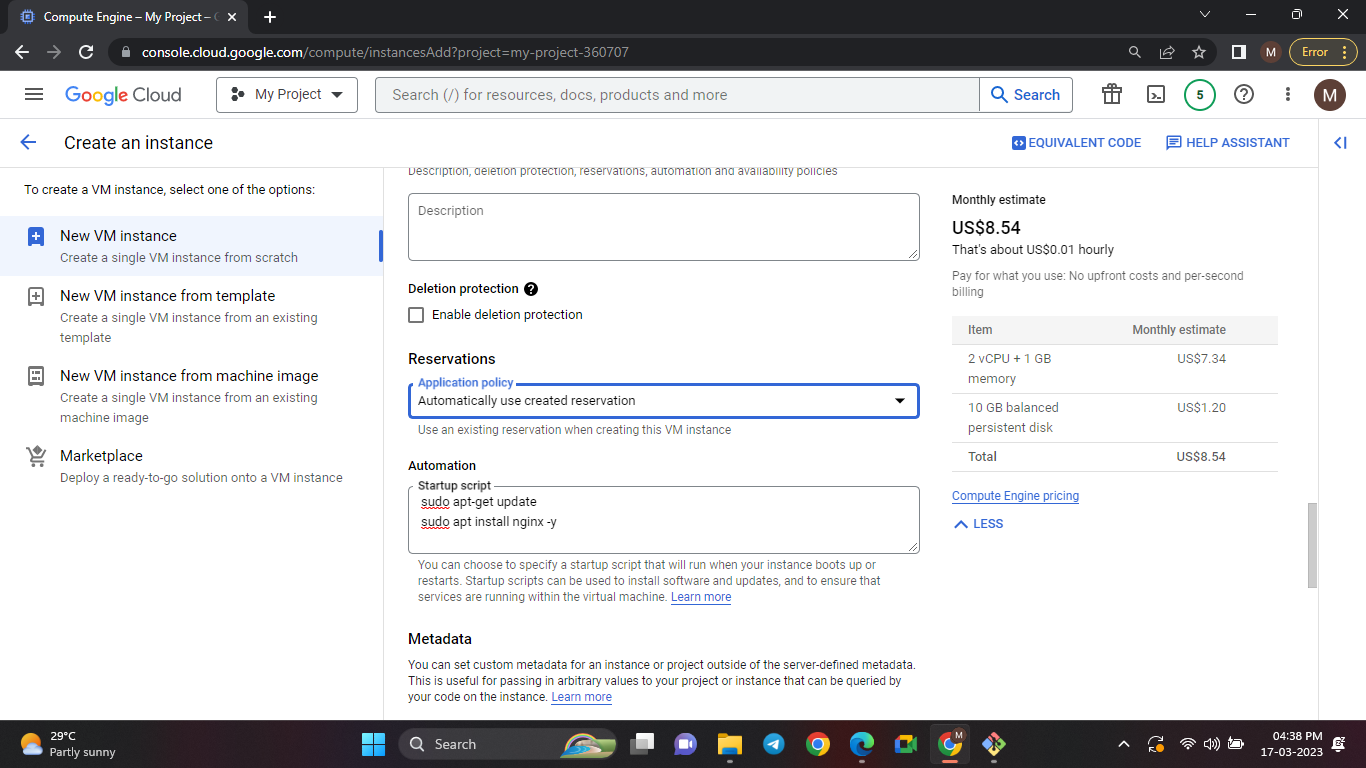 Compute Engine – My Project – G
console.cloud.google.com/compute/instancesAdd?project=my-project-360707
M
Error
Google Cloud
My Project
Search (/) for resources, docs, products and more
Search
5
M
Create an instance
EQUIVALENT CODE
HELP ASSISTANT
To create a VM instance, select one of the options:
New VM instance
Create a single VM instance from scratch
New VM instance from template
Create a single VM instance from an existing
template
New VM instance from machine image
Create a single VM instance from an existing
machine image
Marketplace
Deploy a ready-to-go solution onto a VM instance
Description, deletion protection, reservations, automation and availability policies
Description
Deletion protection
Enable deletion protection
Reservations
Application policy
Automatically use created reservation
Use an existing reservation when creating this VM instance
Automation
Startup script
sudo apt-get update
sudo apt install nginx -y
You can choose to specify a startup script that will run when your instance boots up or
restarts. Startup scripts can be used to install software and updates, and to ensure that
services are running within the virtual machine. Learn more
Metadata
You can set custom metadata for an instance or project outside of the server-defined metadata.
This is useful for passing in arbitrary values to your project or instance that can be queried by
your code on the instance. Learn more
Monthly estimate
US$8.54
That's about US$0.01 hourly
Pay for what you use: No upfront costs and per-second
billing
Item Monthly estimate
2 vCPU + 1 GB
memory
US$7.34
10 GB balanced
persistent disk
US$1.20
Total US$8.54
Compute Engine pricing
LESS
29°C
Partly sunny
Search
M
04:38 PM
17-03-2023